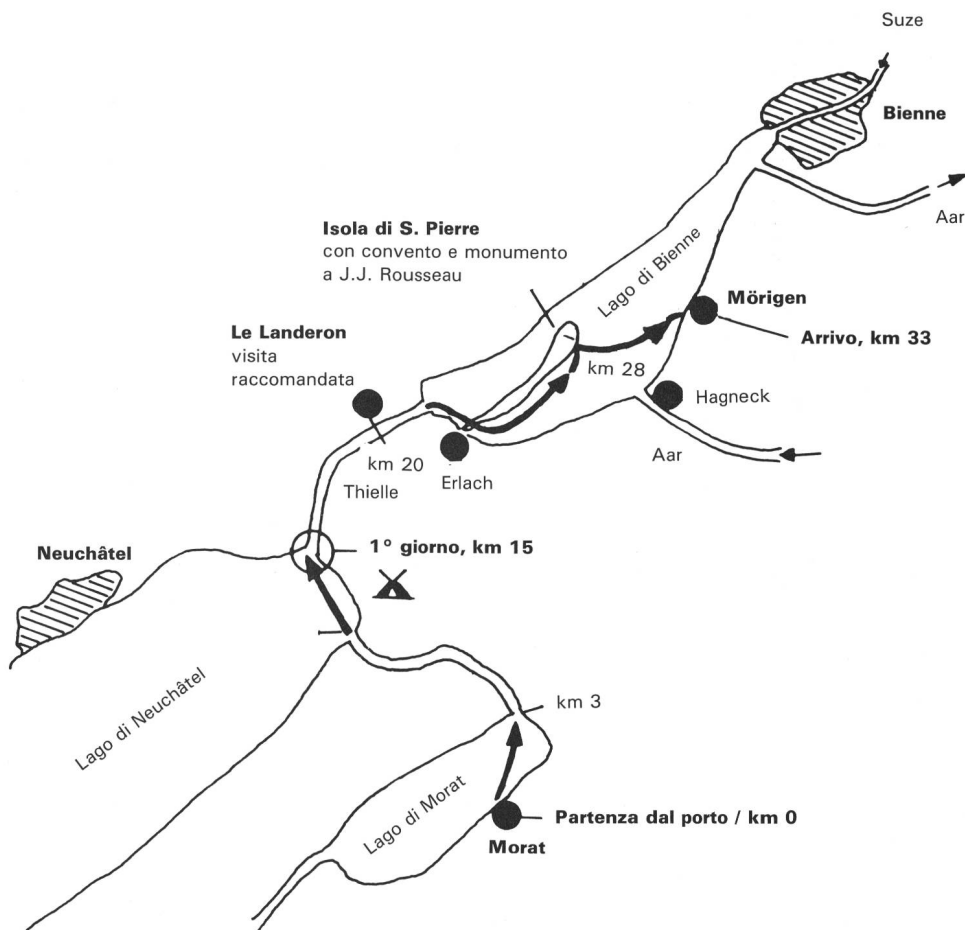 Suze
Bienne
Aar
Isola di S. Pierre
con convento e monumento
a J.J. Rousseau
Lago di Bienne
Mörigen
Arrivo, km 33
Le Landeron
visita
raccomandata
km 28
Hagneck
km 20
Aar
Erlach
Thielle
Neuchâtel
1° giorno, km 15
Lago di Neuchâtel
km 3
Lago di Morat
Partenza dal porto / km 0
Morat